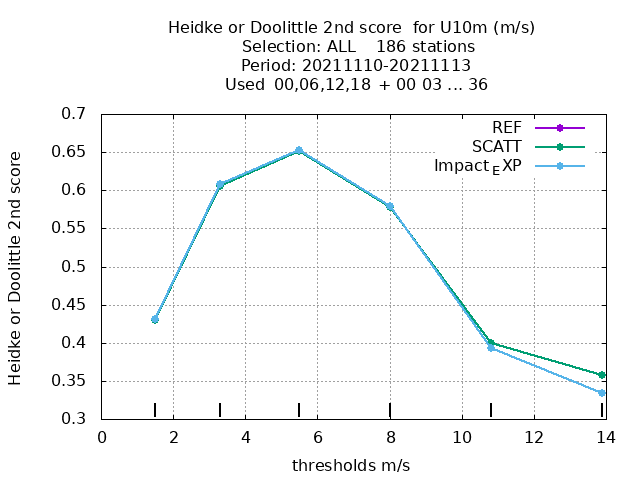 Heidke or Doolittle 2nd score  for U10m (m/s)
Selection: ALL    186 stations
Period: 20211110-20211113
Used  00,06,12,18  + 00 03 ... 36
REF
SCATT
Impact_EXP
0.7
0.65
0.6
0.55
0.5
0.45
0.4
0.35
0.3
Heidke or Doolittle 2nd score
0 2 4 6 8 10 12 14
thresholds m/s